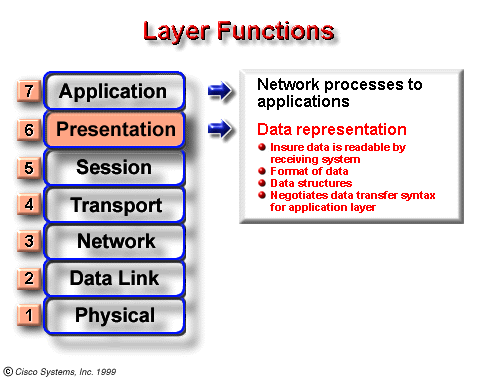 Layer Functions
7 Application
Network processes to
applications
6 Presentation
Data representation
Insure data is readable by
receiving system
Format of data
Data structures
Negotiates data transfer syntax
for application layer
5 Session
4 Transport
3 Network
2 Data Link
1 Physical
© Cisco Systems, Inc. 1999